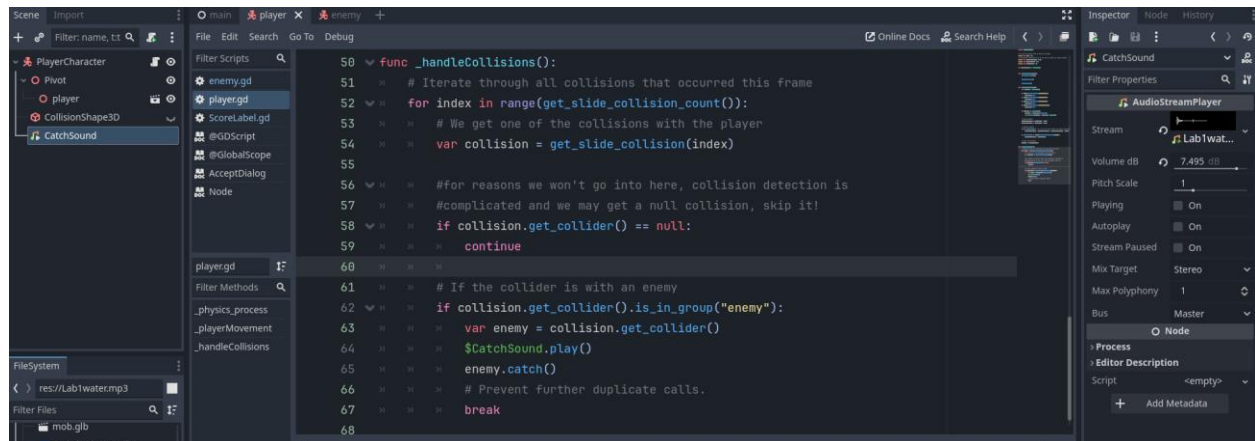 Scene Import
Filter: name, t:t
PlayerCharacter
Pivot
player
CollisionShape3D
CatchSound
FileSystem
res://Lab1water.mp3
Filter Files
mob.glb
main player enemy
File Edit Search Go To Debug
Online Docs Search Help
Filter Scripts
enemy.gd
player.gd
ScoreLabel.gd
@GDScript
@GlobalScope
AcceptDialog
Node
player.gd
Filter Methods
_physics_process
_playerMovement
_handleCollisions
50 func _handleCollisions():
51 # Iterate through all collisions that occurred this frame
52 for index in range(get_slide_collision_count()):
53 # We get one of the collisions with the player
54 var collision = get_slide_collision(index)
55
56 #for reasons we won't go into here, collision detection is
57 #complicated and we may get a null collision, skip it!
58 if collision.get_collider() == null:
59 continue
60
61 # If the collider is with an enemy
62 if collision.get_collider().is_in_group("enemy"):
63 var enemy = collision.get_collider()
64 $CatchSound.play()
65 enemy.catch()
66 # Prevent further duplicate calls.
67 break
68
Inspector Node History
CatchSound
Filter Properties
AudioStreamPlayer
Stream
Lab1wat...
Volume dB 7.495 dB
Pitch Scale 1
Playing On
Autoplay On
Stream Paused On
Mix Target Stereo
Max Polyphony 1
Bus Master
Node
Process
Editor Description
Script <empty>
Add Metadata